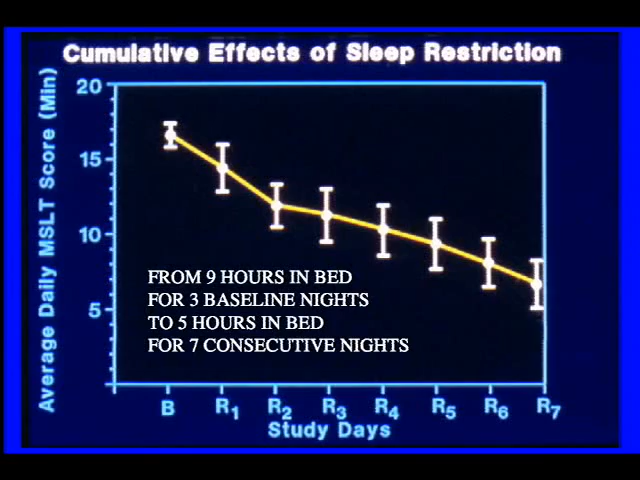 Cumulative Effects of Sleep Restriction
Average Daily MSLT Score (Min)
20
15
10
5
FROM 9 HOURS IN BED
FOR 3 BASELINE NIGHTS
TO 5 HOURS IN BED
FOR 7 CONSECUTIVE NIGHTS
B R1 R2 R3 R4 R5 R6 R7
Study Days